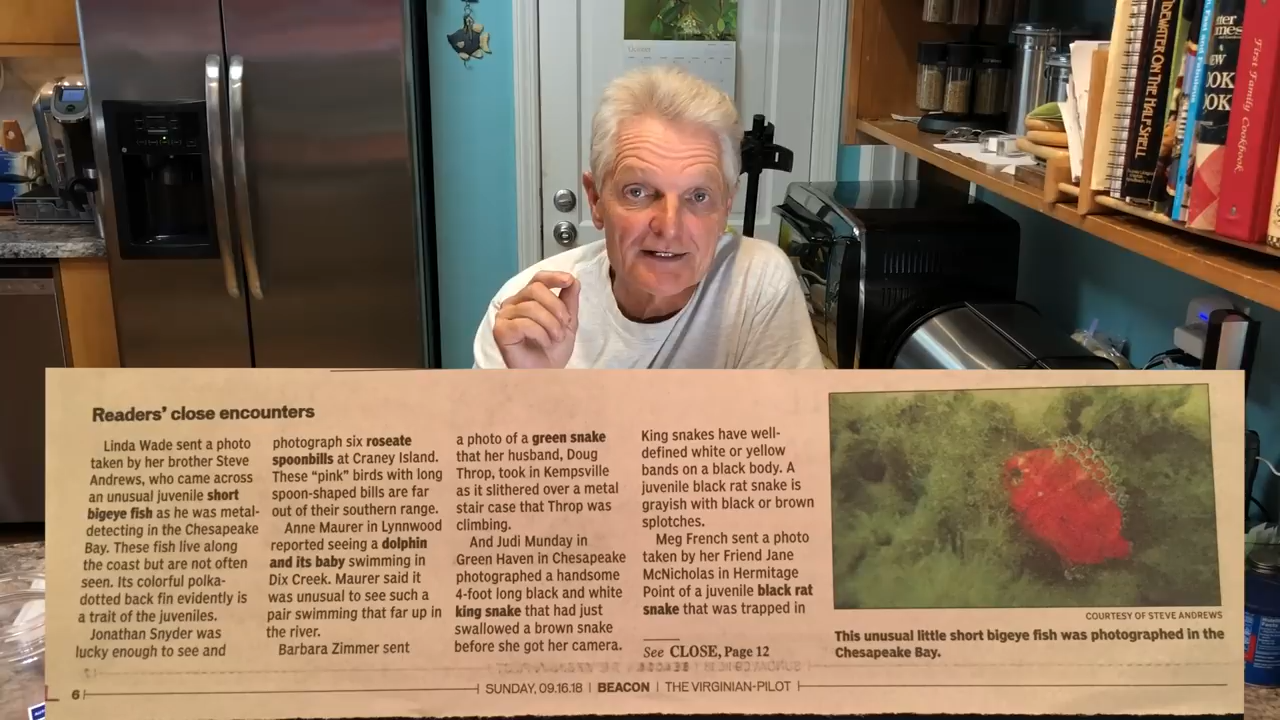 October
TIDEWATER ON THE HALF SHELL
First Family Cookbook
Readers’ close encounters
Linda Wade sent a photo
taken by her brother Steve
Andrews, who came across
an unusual juvenile short
bigeye fish as he was metal-
detecting in the Chesapeake
Bay. These fish live along
the coast but are not often
seen. Its colorful polka-
dotted back fin evidently is
a trait of the juveniles.
Jonathan Snyder was
lucky enough to see and
photograph six roseate
spoonbills at Craney Island.
These “pink” birds with long
spoon-shaped bills are far
out of their southern range.
Anne Maurer in Lynnwood
reported seeing a dolphin
and its baby swimming in
Dix Creek. Maurer said it
was unusual to see such a
pair swimming that far up in
the river.
Barbara Zimmer sent
a photo of a green snake
that her husband, Doug
Throp, took in Kempsville
as it slithered over a metal
stair case that Throp was
climbing.
And Judi Munday in
Green Haven in Chesapeake
photographed a handsome
4-foot long black and white
king snake that had just
swallowed a brown snake
before she got her camera.
King snakes have well-
defined white or yellow
bands on a black body. A
juvenile black rat snake is
grayish with black or brown
splotches.
Meg French sent a photo
taken by her Friend Jane
McNicholas in Hermitage
Point of a juvenile black rat
snake that was trapped in
See CLOSE, Page 12
COURTESY OF STEVE ANDREWS
This unusual little short bigeye fish was photographed in the
Chesapeake Bay.
6 SUNDAY, 09.16.18 | BEACON | THE VIRGINIAN-PILOT